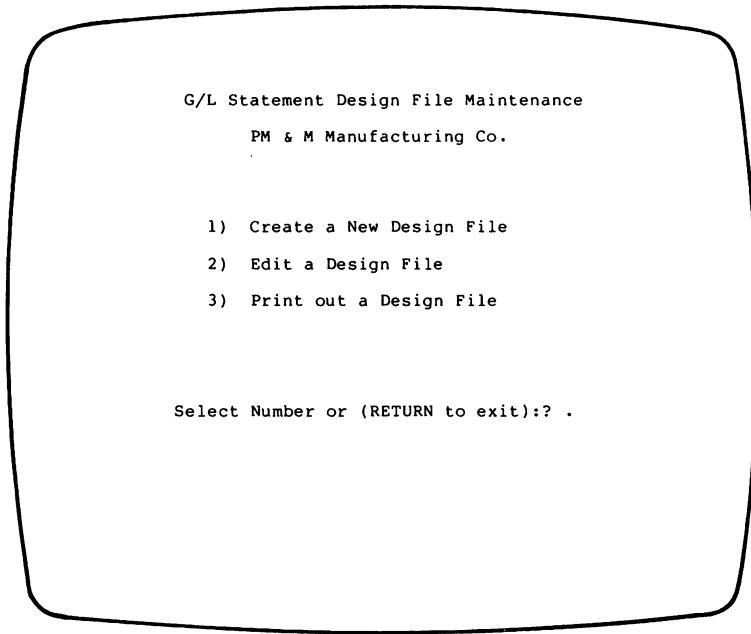 G/L Statement Design File Maintenance
PM & M Manufacturing Co.
1) Create a New Design File
2) Edit a Design File
3) Print out a Design File
Select Number or (RETURN to exit):? .